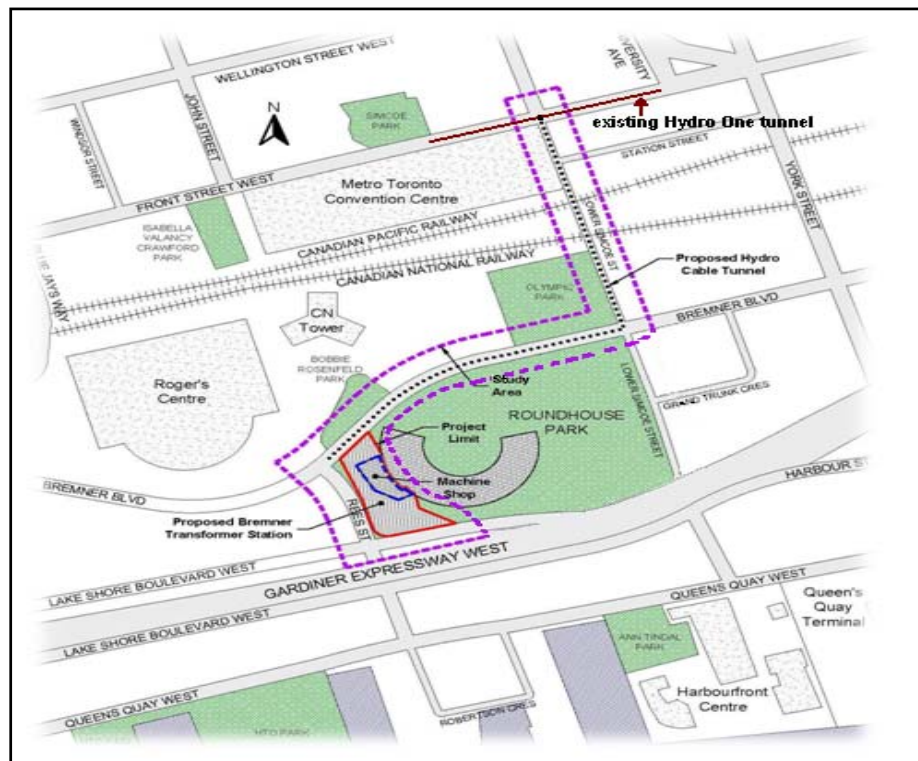 WELLINGTON STREET WEST
VERSITY
AVE
JOHN STREET
WINDSOR STREET
N
SIMCOE
PARK
existing Hydro One tunnel
STATION STREET
YORK STREET
FRONT STREET WEST
Metro Toronto
Convention Centre
ISABELLA
VALANCY
CRAWFORD
PARK
CANADIAN PACIFIC RAILWAY
CANADIAN NATIONAL RAILWAY
LOWER SIMCOE ST
Proposed Hydro
Cable Tunnel
JAYS WAY
OLYMPIC
PARK
BREMNER BLVD
CN
Tower
BOBBIE
ROSENFELD
PARK
Roger's
Centre
Study
Area
ROUNDHOUSE
PARK
LOWER SIMCOE STREET
GRAND TRUNK CRES
Project
Limit
Machine
Shop
HARBOUR ST
BREMNER BLVD
REES ST
Proposed Bremner
Transformer Station
LAKE SHORE BOULEVARD WEST
GARDINER EXPRESSWAY WEST
LAKE SHORE BOULEVARD WEST
QUEENS QUAY WEST
Queen's
Quay
Terminal
ANN TINDAL
PARK
Harbourfront
Centre
QUEENS QUAY WEST
ROBERTSON CRES
HTO PARK